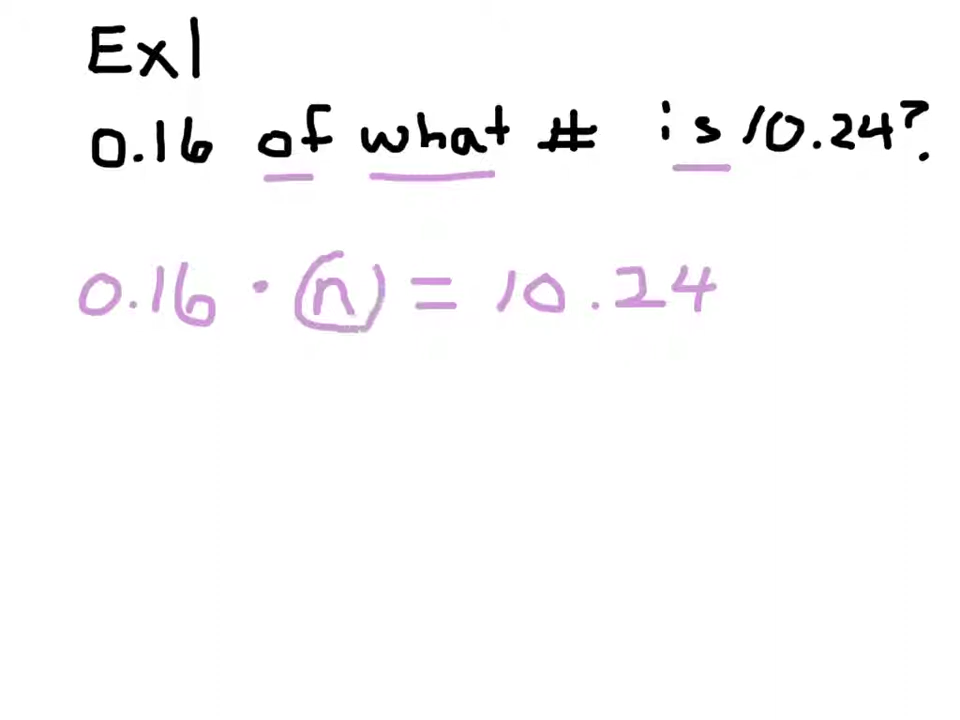 Ex1
0.16 of what # is 10.24?
0.16 · (n) = 10.24